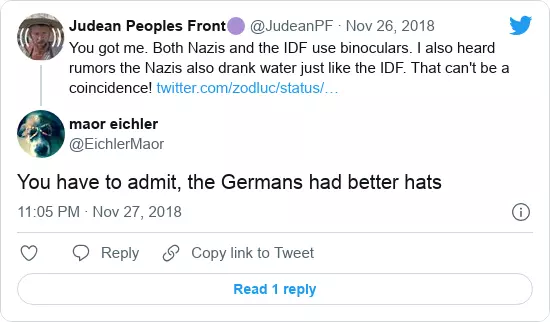 Judean Peoples Front🟣 @JudeanPF · Nov 26, 2018
You got me. Both Nazis and the IDF use binoculars. I also heard
rumors the Nazis also drank water just like the IDF. That can't be a
coincidence! twitter.com/zodluc/status/…
maor eichler
@EichlerMaor
You have to admit, the Germans had better hats
11:05 PM · Nov 27, 2018
Reply
Copy link to Tweet
Read 1 reply